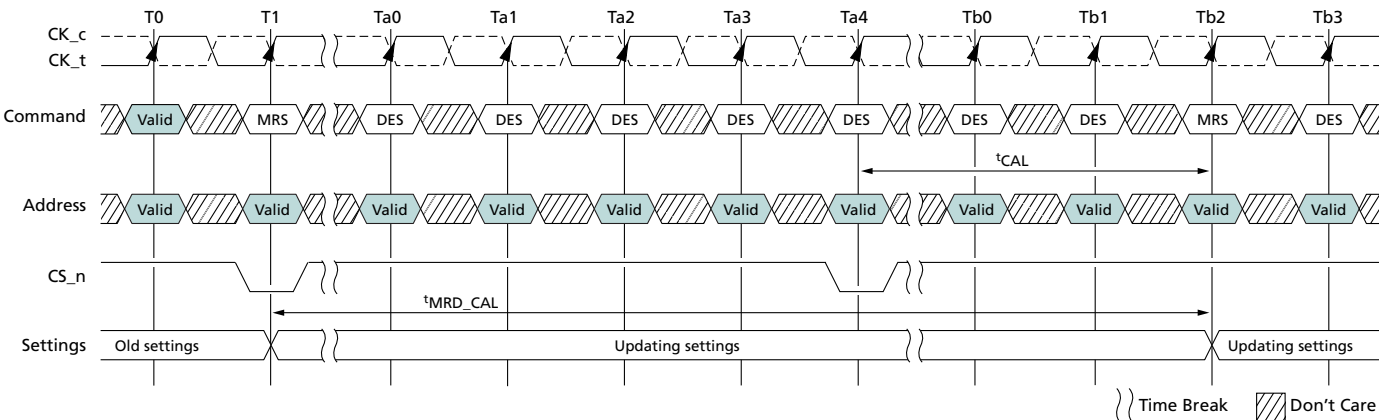 T0 T1 Ta0 Ta1 Ta2 Ta3 Ta4 Tb0 Tb1 Tb2 Tb3
CK_c
CK_t
Command Valid MRS DES DES DES DES DES DES DES MRS DES
tCAL
Address Valid Valid Valid Valid Valid Valid Valid Valid Valid Valid Valid
CS_n
tMRD_CAL
Settings Old settings Updating settings Updating settings
Time Break Don't Care